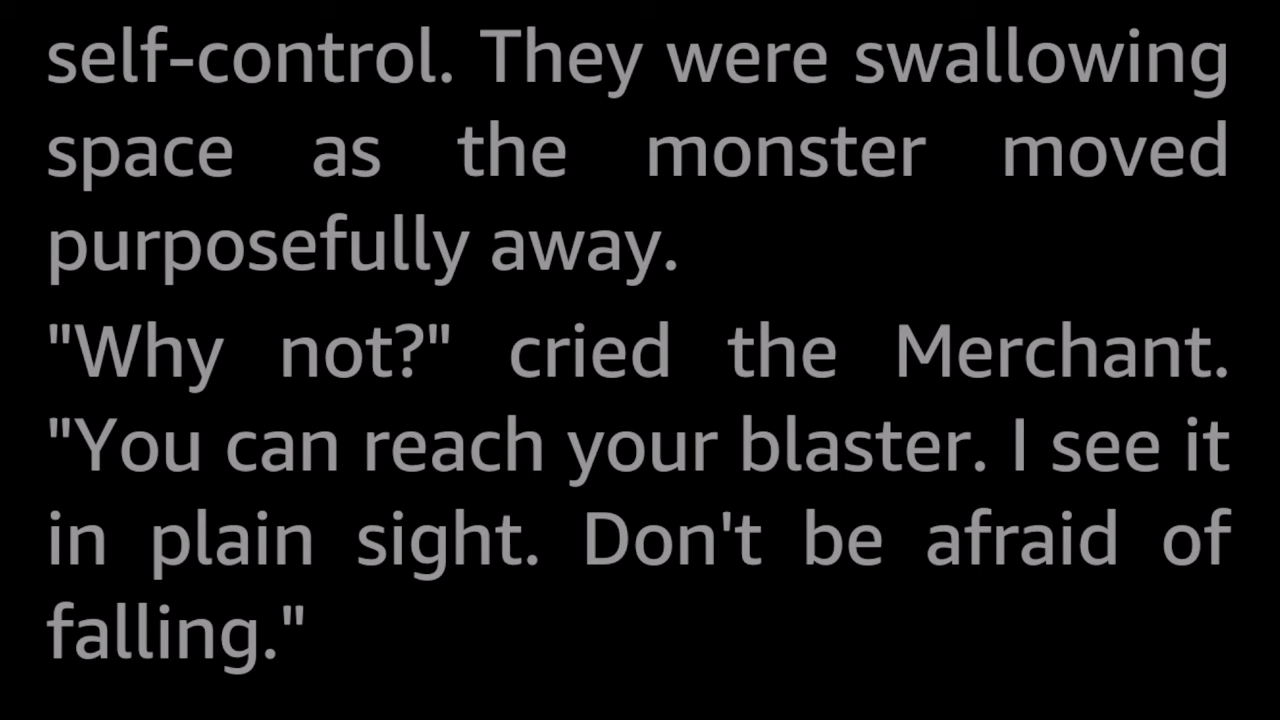 self-control. They were swallowing
space as the monster moved
purposefully away.
"Why not?" cried the Merchant.
"You can reach your blaster. I see it
in plain sight. Don't be afraid of
falling."